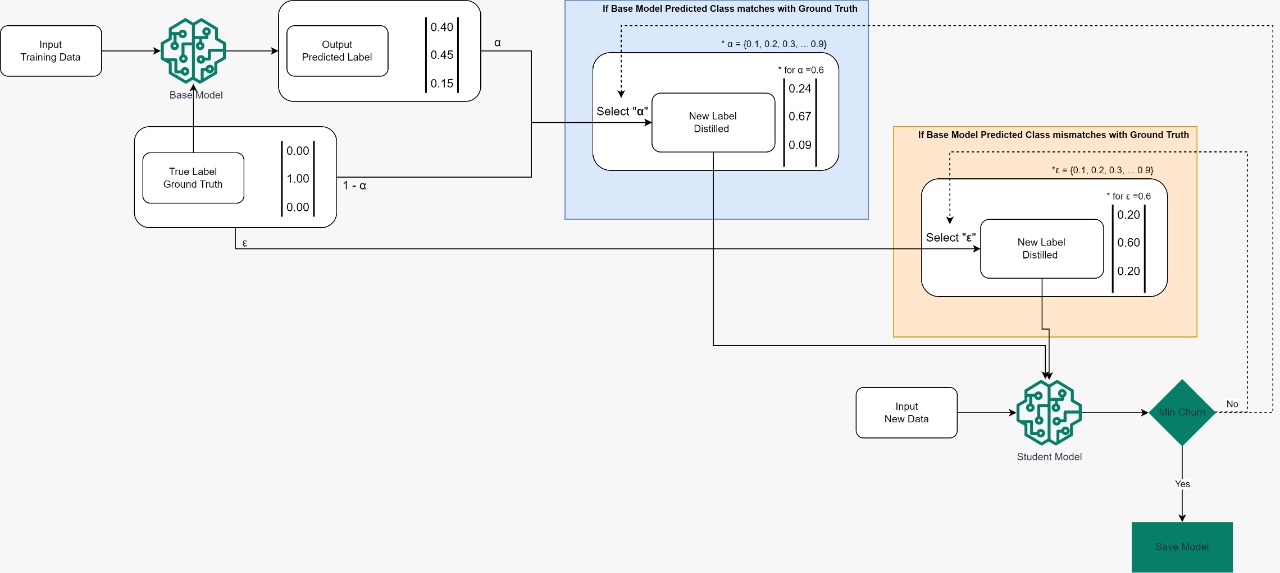 Input
Training Data
Base Model
Output
Predicted Label
0.40
0.45
0.15
α
True Label
Ground Truth
0.00
1.00
0.00
1 - α
ε
If Base Model Predicted Class matches with Ground Truth
* α = {0.1, 0.2, 0.3, ... 0.9}
* for α =0.6
Select "α"
New Label
Distilled
0.24
0.67
0.09
If Base Model Predicted Class mismatches with Ground Truth
*ε = {0.1, 0.2, 0.3, ... 0.9}
* for ε =0.6
Select "ε"
New Label
Distilled
0.20
0.60
0.20
Input
New Data
Student Model
Min Churn
No
Yes
Save Model